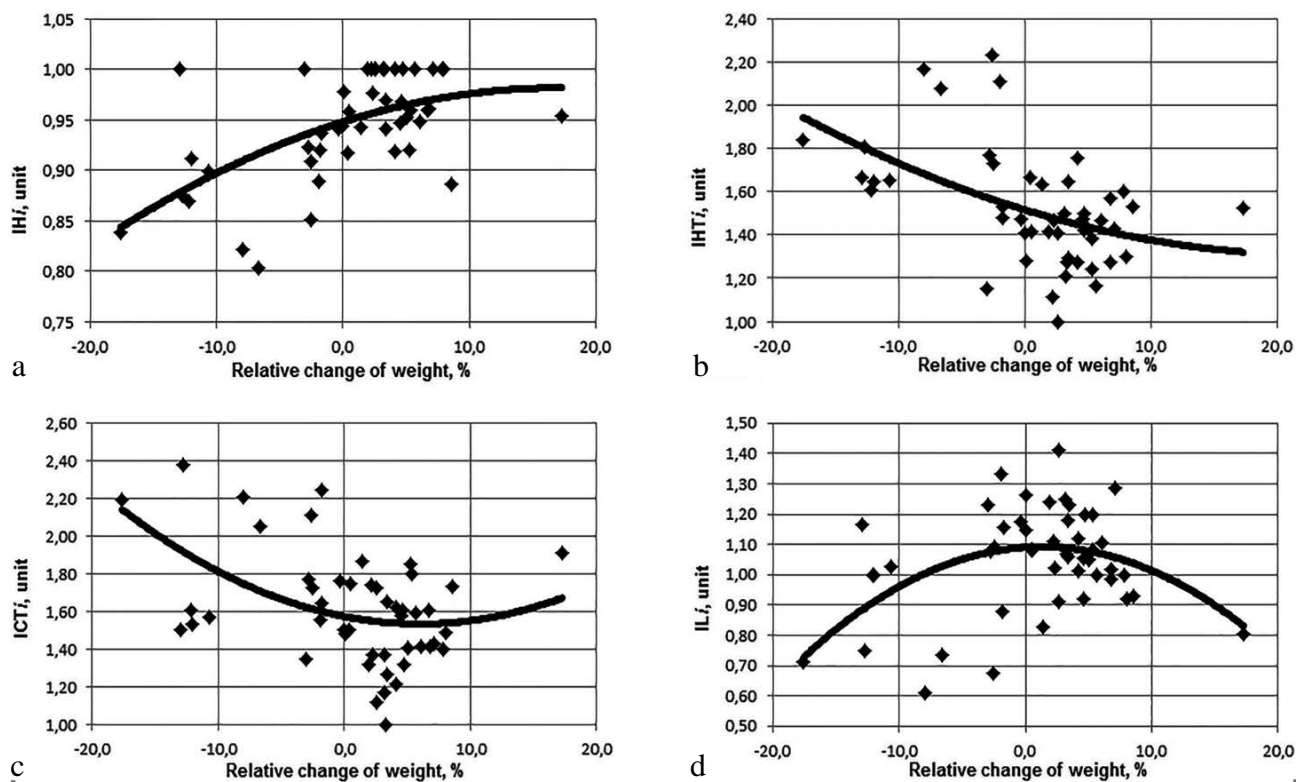 1,05
1,00
0,95
0,90
0,85
0,80
0,75
IHi, unit
-20,0 -10,0 0,0 10,0 20,0
Relative change of weight, %
a
2,40
2,20
2,00
1,80
1,60
1,40
1,20
1,00
IHTi, unit
-20,0 -10,0 0,0 10,0 20,0
Relative change of weight, %
b
2,60
2,40
2,20
2,00
1,80
1,60
1,40
1,20
1,00
ICTi, unit
-20,0 -10,0 0,0 10,0 20,0
Relative change of weight, %
c
1,50
1,40
1,30
1,20
1,10
1,00
0,90
0,80
0,70
0,60
0,50
ILi, unit
-20,0 -10,0 0,0 10,0 20,0
Relative change of weight, %
d